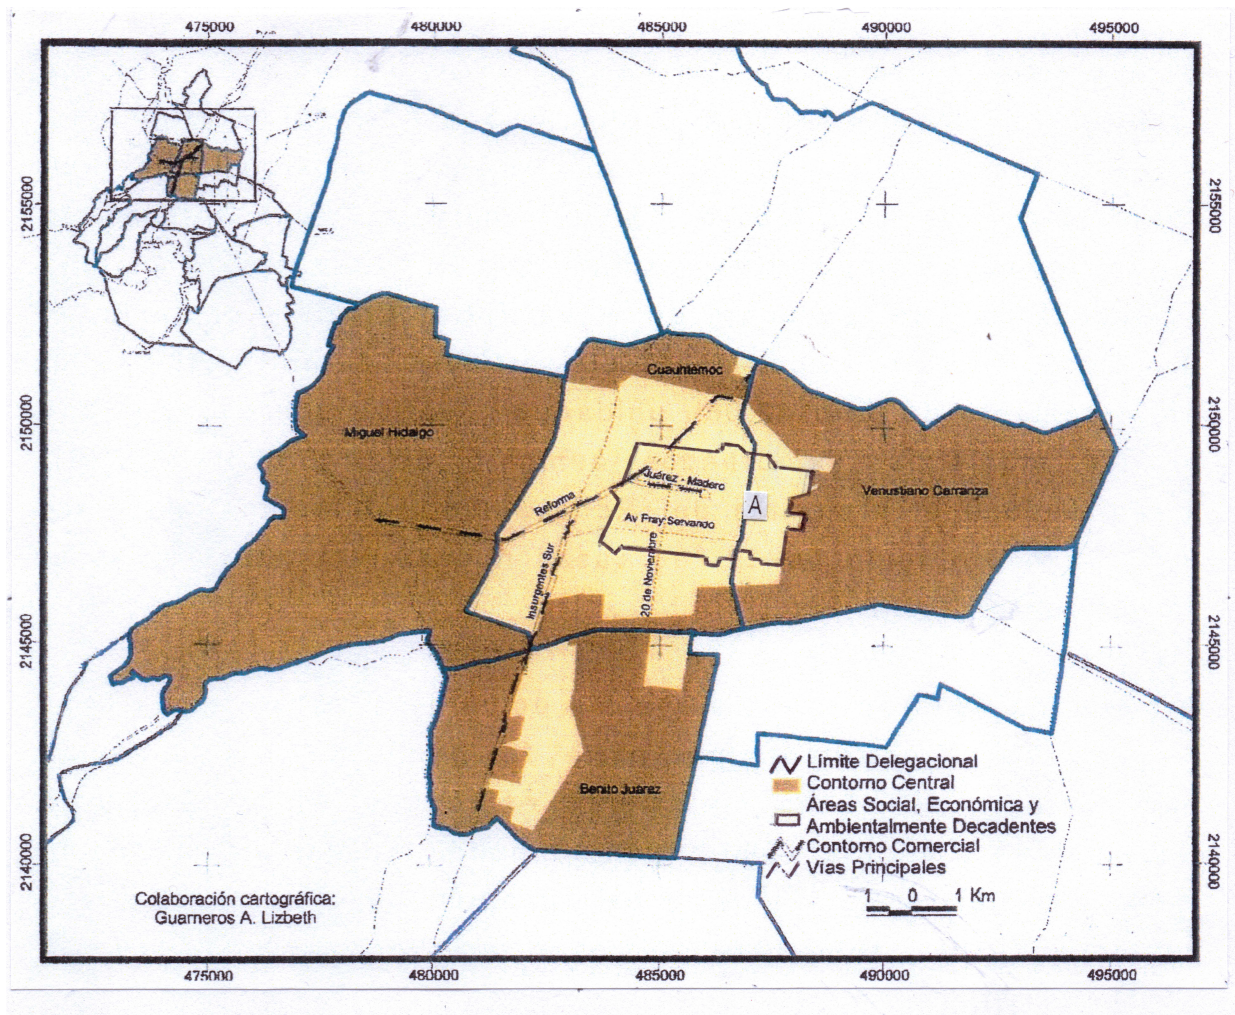 475000 480000 485000 490000 495000
2155000 2155000
2150000 2150000
2145000 2145000
2140000 2140000
Cuauhtémoc
Miguel Hidalgo
Juárez - Madero
Venustiano Carranza
Reforma
A
Av Fray Servando
Insurgentes Sur
20 de Noviembre
Benito Juárez
Límite Delegacional
Contorno Central
Áreas Social, Económica y
Ambientalmente Decadentes
Contorno Comercial
Vías Principales
1 0 1 Km
Colaboración cartográfica:
Guarneros A. Lizbeth
475000 480000 485000 490000 495000